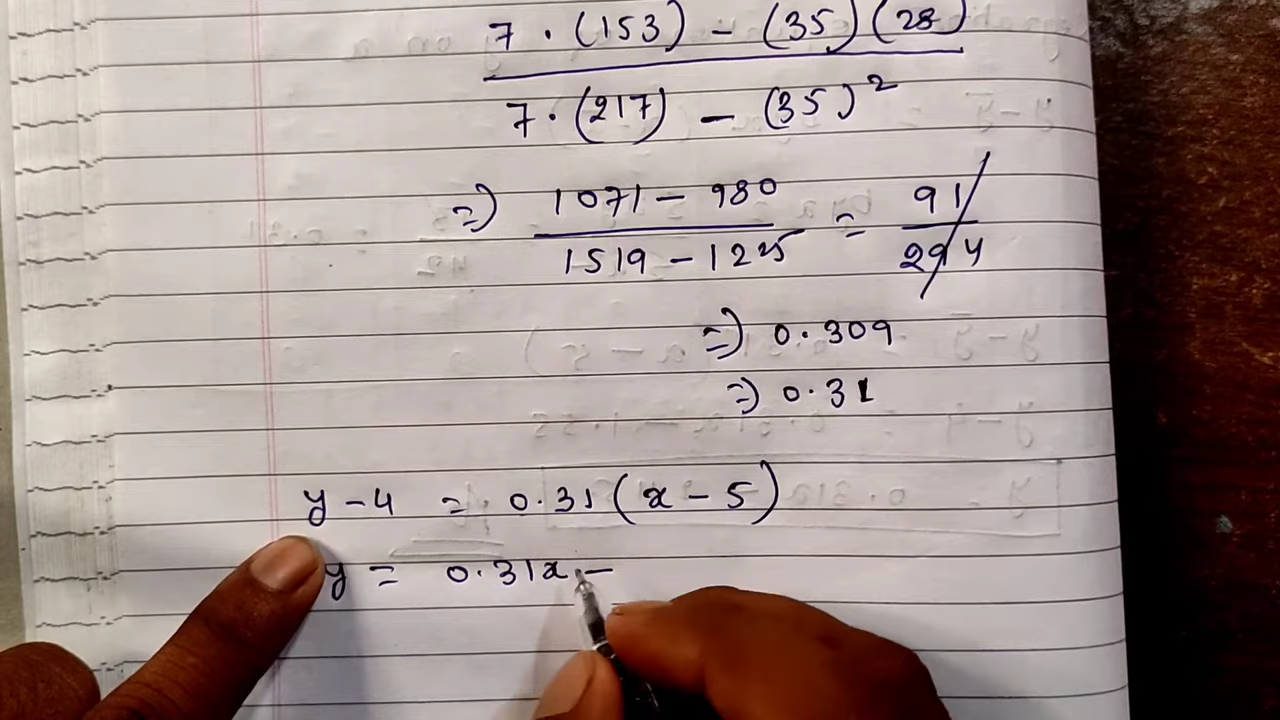 7 · (153) - (35)(28)
7 · (217) - (35)²
=) 1071 - 980 = 91
1519 - 1225 294
=) 0.309
=) 0.31
y - 4 = 0.31(x - 5)
y = 0.31x -